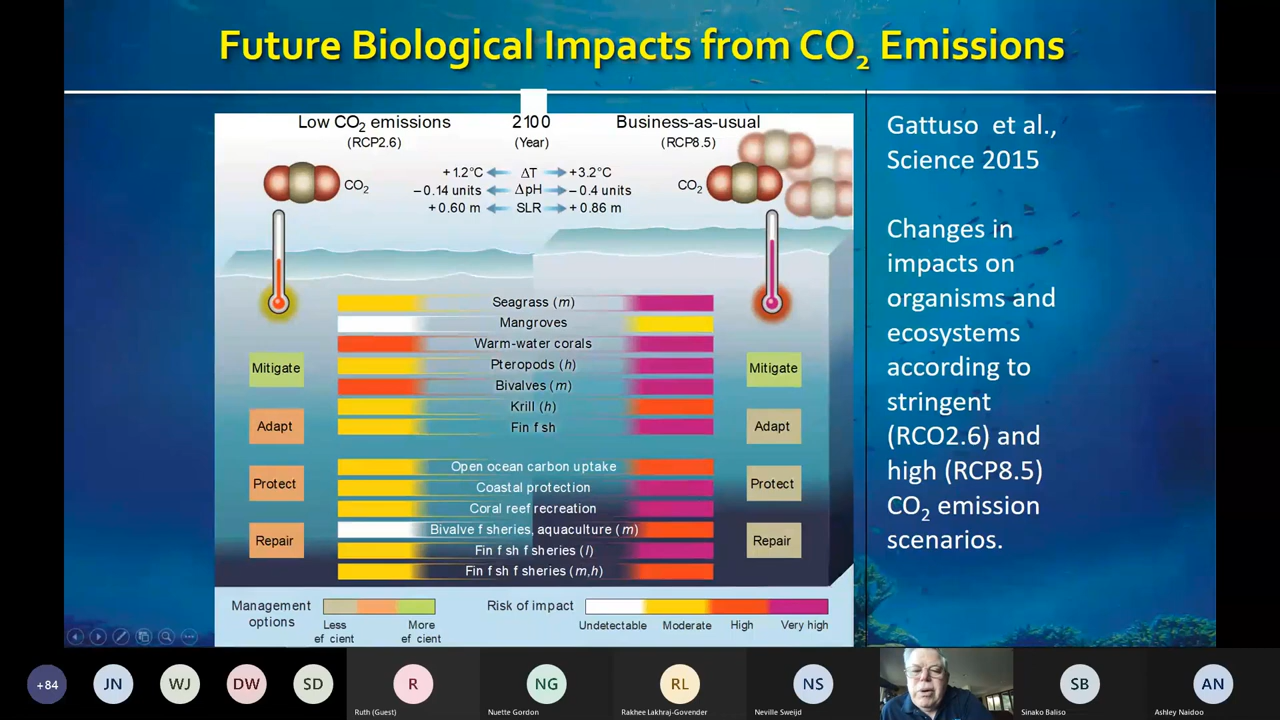 Future Biological Impacts from CO₂ Emissions
Low CO₂ emissions
(RCP2.6)
2100
(Year)
Business-as-usual
(RCP8.5)
CO₂
CO₂
+1.2°C ΔT +3.2°C
−0.14 units ΔpH −0.4 units
+0.60 m SLR +0.86 m
Seagrass (m)
Mangroves
Warm-water corals
Pteropods (h)
Bivalves (m)
Krill (h)
Fin f sh
Open ocean carbon uptake
Coastal protection
Coral reef recreation
Bivalve f sheries, aquaculture (m)
Fin f sh f sheries (l)
Fin f sh f sheries (m,h)
Mitigate
Adapt
Protect
Repair
Mitigate
Adapt
Protect
Repair
Management
options
Less
ef cient
More
ef cient
Risk of impact
Undetectable
Moderate
High
Very high
Gattuso et al.,
Science 2015
Changes in
impacts on
organisms and
ecosystems
according to
stringent
(RCO2.6) and
high (RCP8.5)
CO₂ emission
scenarios.
+84
JN
WJ
DW
SD
R
Ruth (Guest)
NG
Nuette Gordon
RL
Rakhee Lakhraj-Govender
NS
Neville Sweijd
SB
Sinako Baliso
AN
Ashley Naidoo